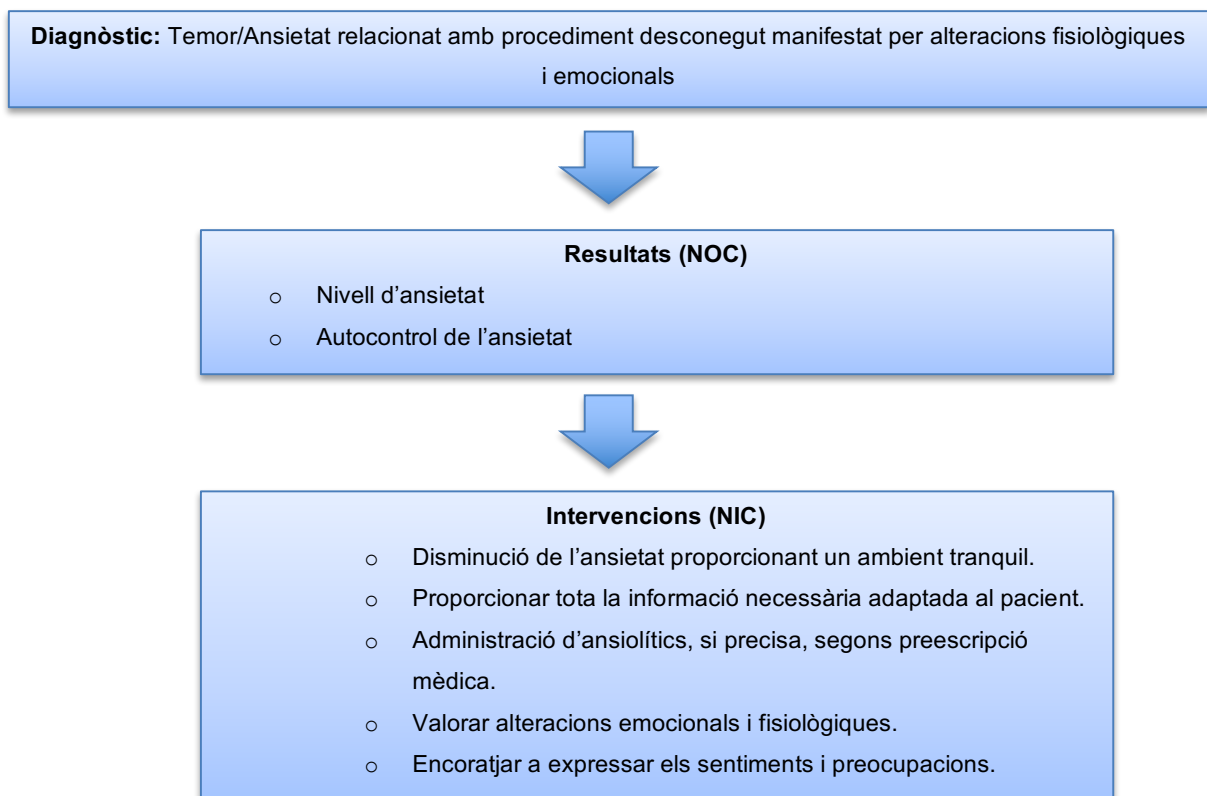 Diagnòstic: Temor/Ansietat relacionat amb procediment desconegut manifestat per alteracions fisiològiques
i emocionals
Resultats (NOC)
o Nivell d’ansietat
o Autocontrol de l’ansietat
Intervencions (NIC)
o Disminució de l’ansietat proporcionant un ambient tranquil.
o Proporcionar tota la informació necessària adaptada al pacient.
o Administració d’ansiolítics, si precisa, segons preescripció
mèdica.
o Valorar alteracions emocionals i fisiològiques.
o Encoratjar a expressar els sentiments i preocupacions.